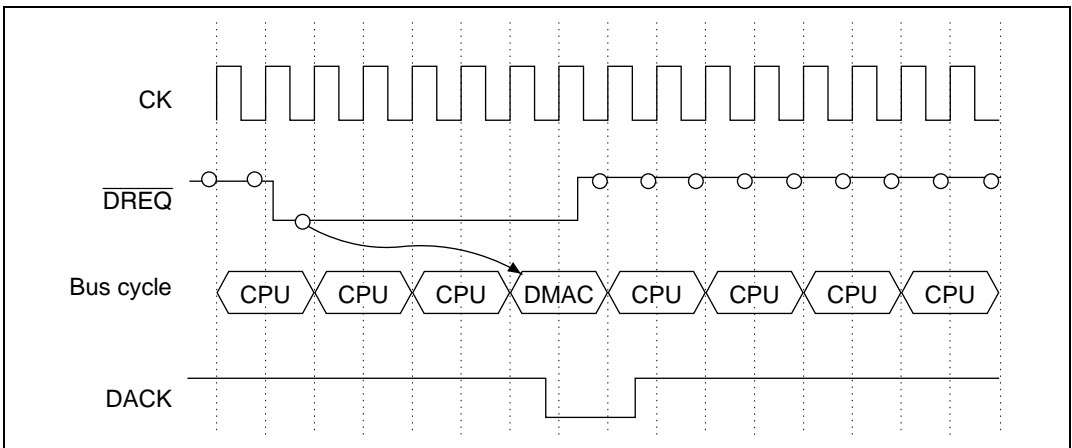 CK
DREQ
Bus cycle CPU CPU CPU DMAC CPU CPU CPU CPU
DACK